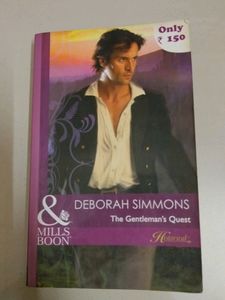 Only
₹ 150
DEBORAH SIMMONS
The Gentleman's Quest
&
MILLS
BOON
Historical